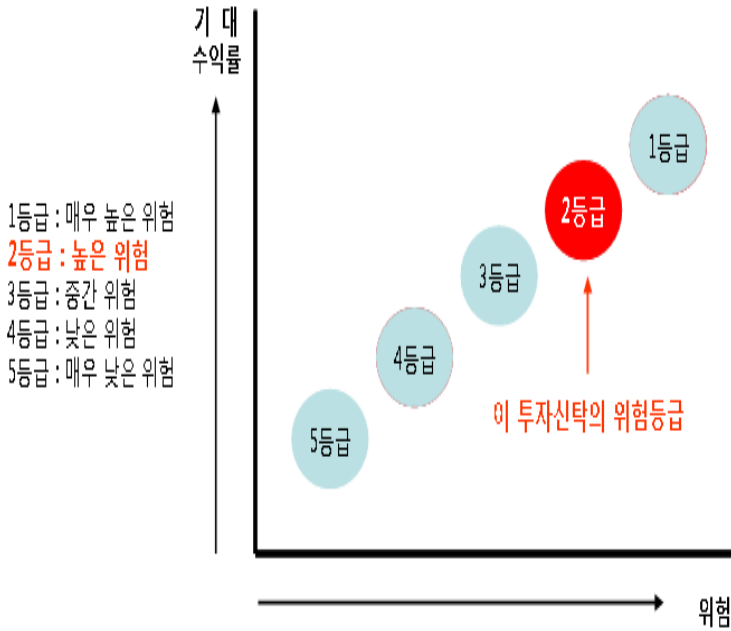 기 대
수익률
1등급 : 매우 높은 위험
2등급 : 높은 위험
3등급 : 중간 위험
4등급 : 낮은 위험
5등급 : 매우 낮은 위험
1등급
2등급
3등급
4등급
5등급
이 투자신탁의 위험등급
위험